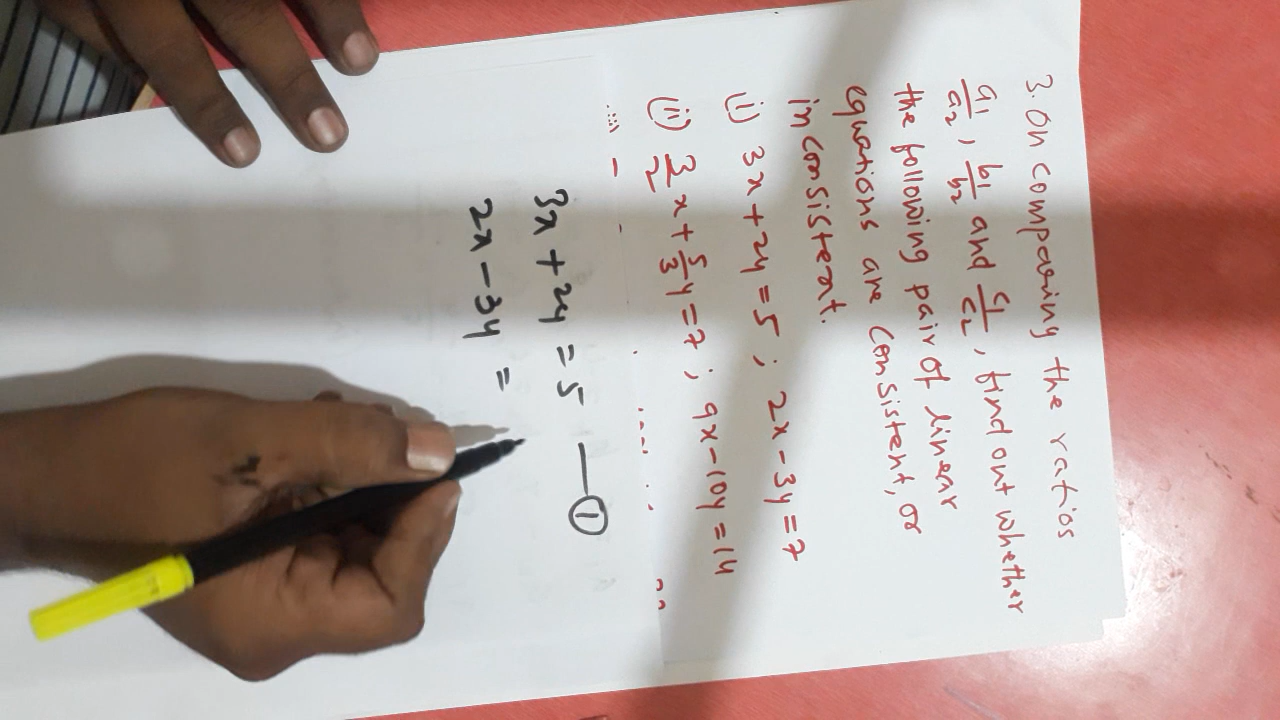 3. On comparing the ratios
a1/a2, b1/b2 and c1/c2, find out whether
the following pair of linear
equations are consistent, or
inconsistent.
(i) 3x + 2y = 5 ; 2x - 3y = 7
(ii) 3/2 x + 5/3 y = 7 ; 9x - 10y = 14
3x + 2y = 5 — ①
2x - 3y =